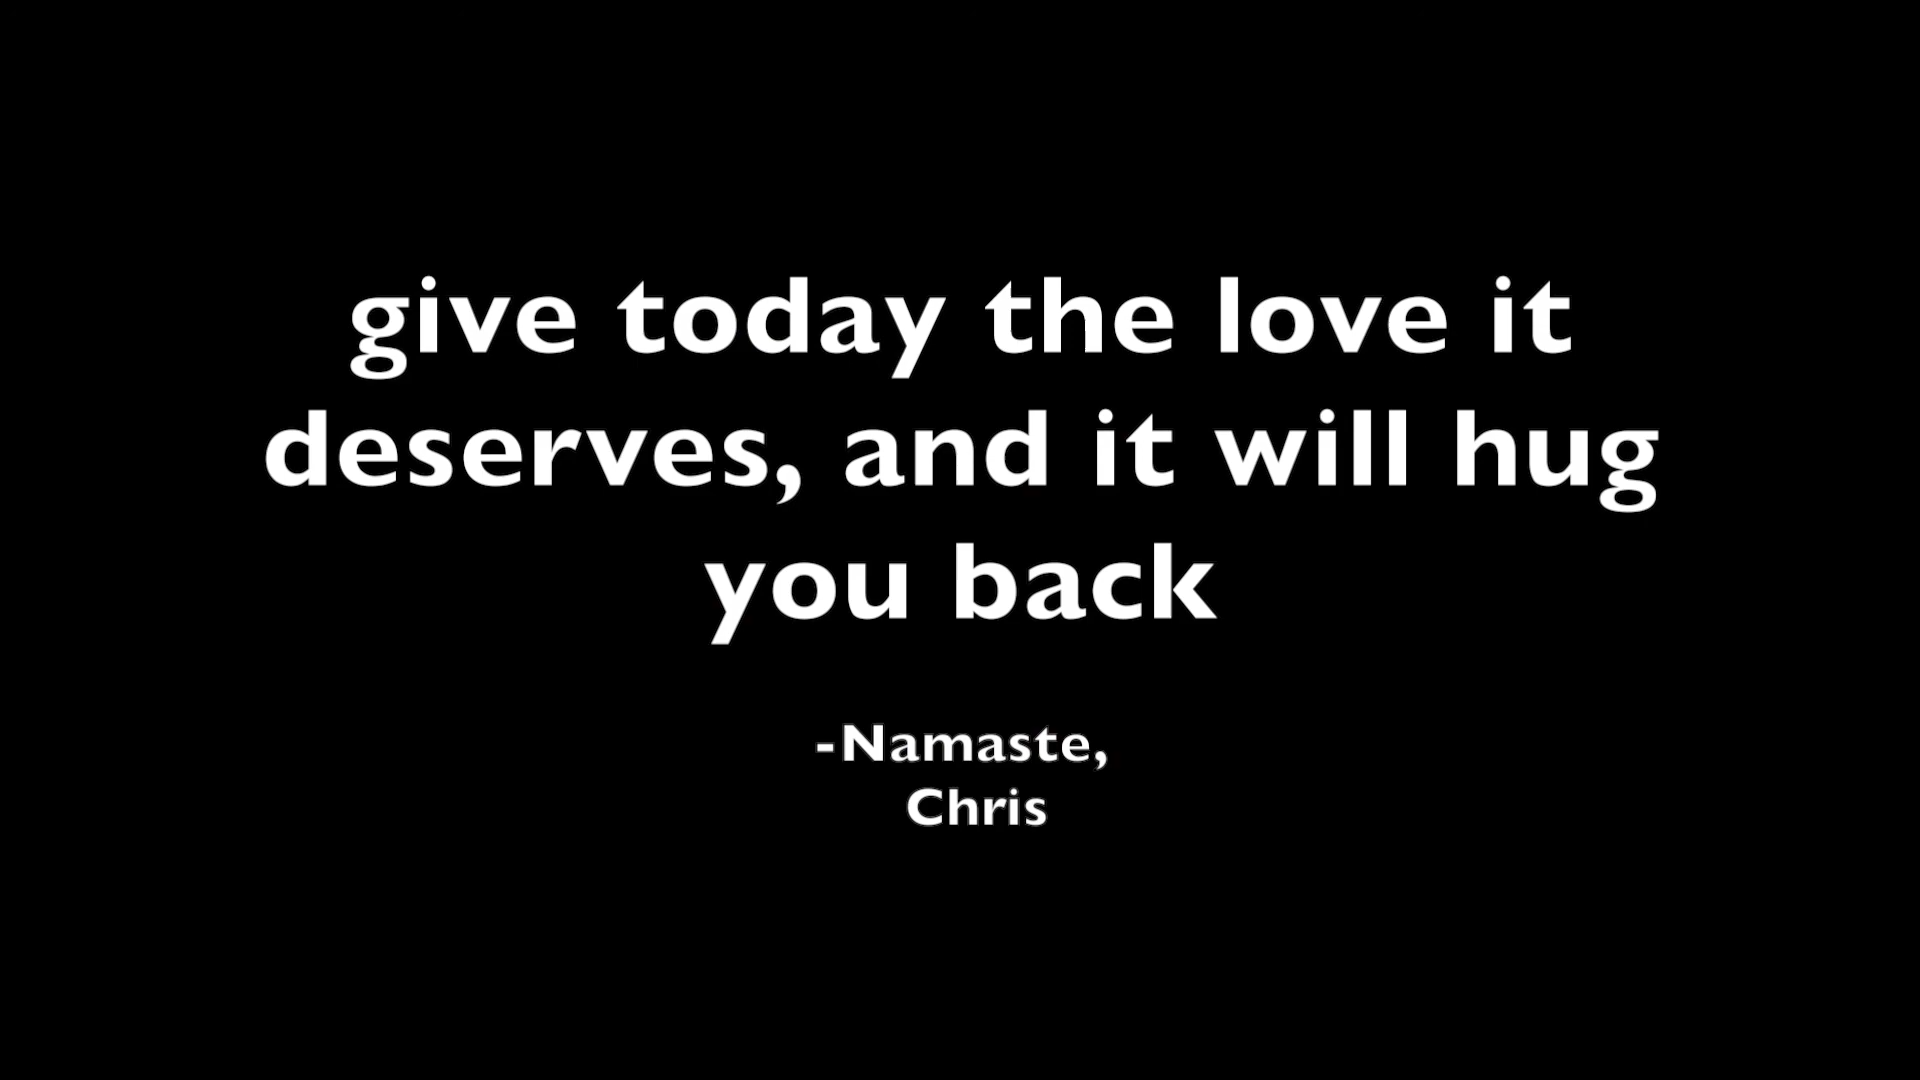 give today the love it
deserves, and it will hug
you back
-Namaste,
Chris